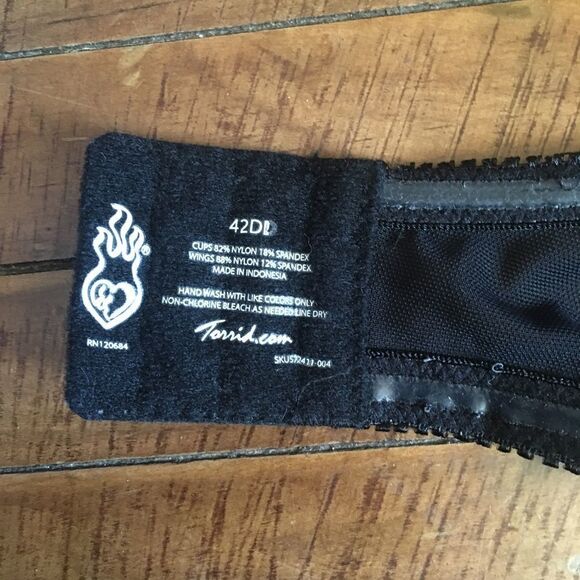 CUPS 82% NYLON 18% SPANDEX
WINGS 88% NYLON 12% SPANDEX
MADE IN INDONESIA
HAND WASH WITH LIKE COLORS ONLY
NON-CHLORINE BLEACH AS NEEDED LINE DRY
Torrid.com
®
RN120684